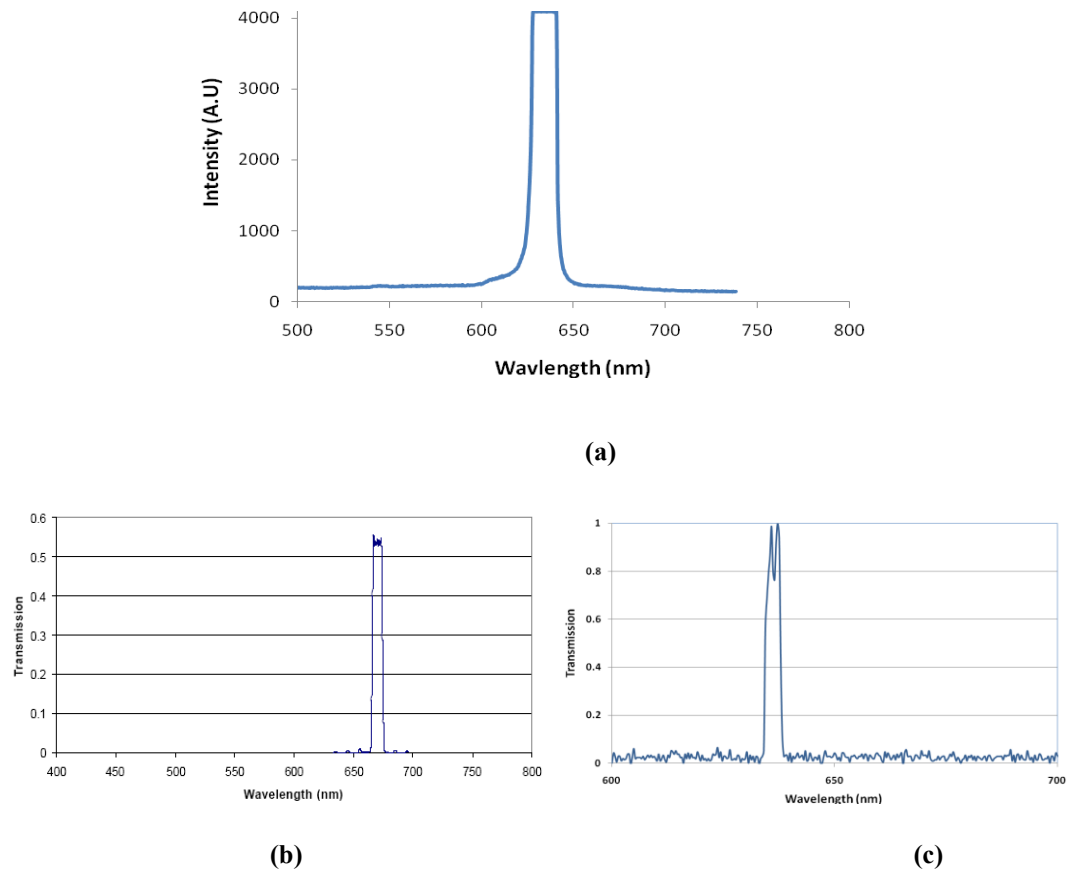 4000
3000
2000
1000
0
Intensity (A.U)
500 550 600 650 700 750 800
Wavlength (nm)
(a)
0.6
0.5
0.4
0.3
0.2
0.1
0
Transmission
400 450 500 550 600 650 700 750 800
Wavelength (nm)
(b)
1
0.8
0.6
0.4
0.2
0
Transmission
600 650 700
Wavelength (nm)
(c)